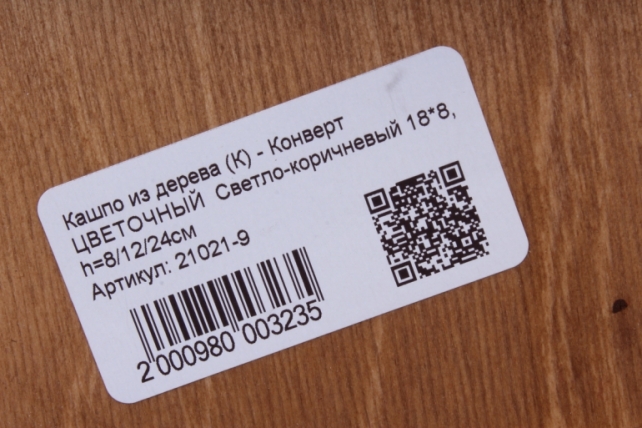 Кашпо из дерева (К) - Конверт
ЦВЕТОЧНЫЙ Светло-коричневый 18*8,
h=8/12/24см
Артикул: 21021-9
2 000980 003235